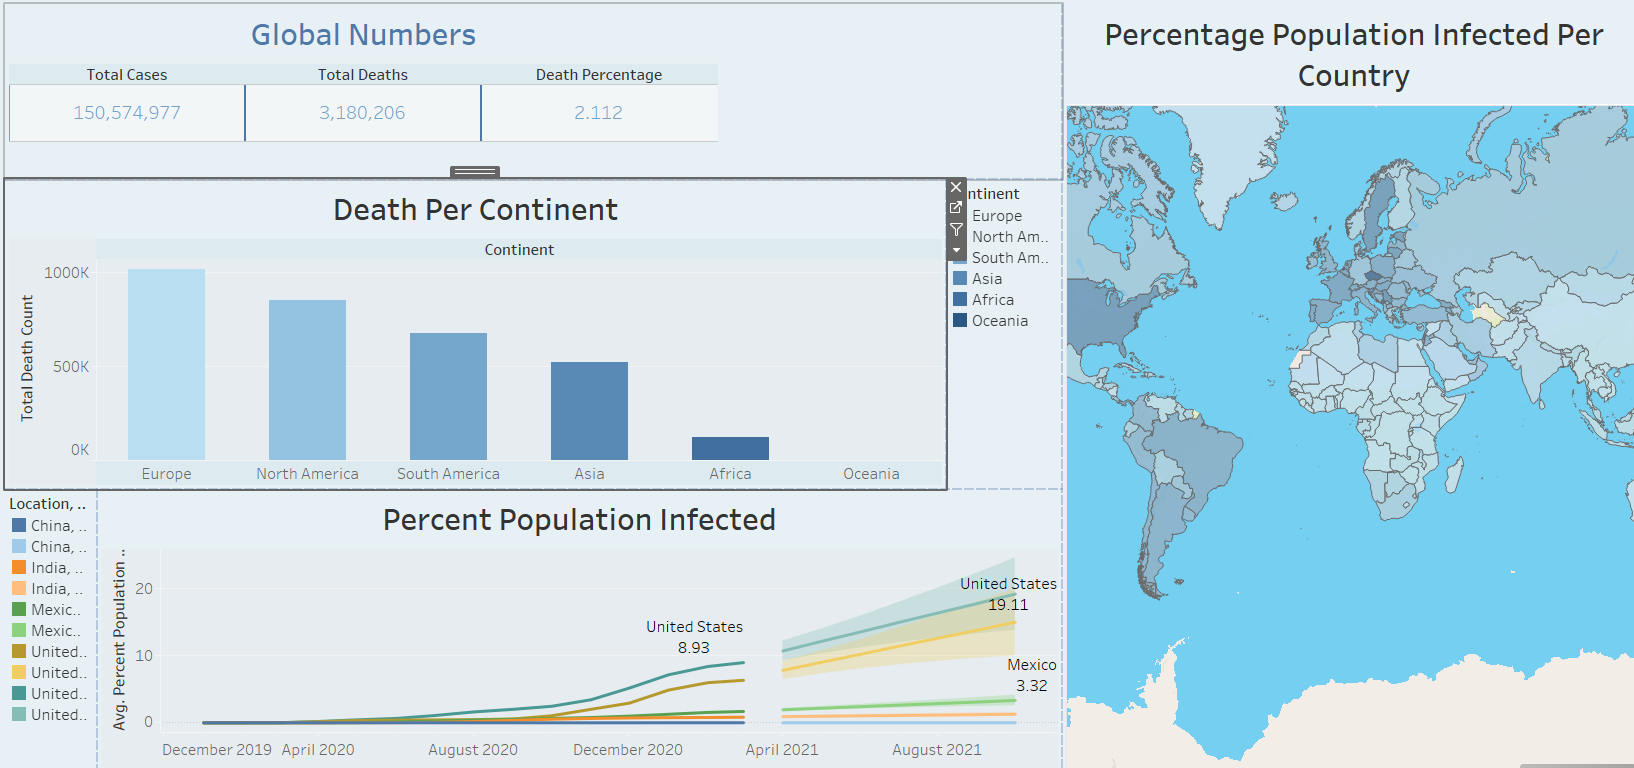 Global Numbers
Total Cases Total Deaths Death Percentage
150,574,977 3,180,206 2.112
Percentage Population Infected Per
Country
Death Per Continent
Continent
Total Death Count
1000K
500K
0K
Europe North America South America Asia Africa Oceania
ntinent
Europe
North Am..
South Am..
Asia
Africa
Oceania
Location, ..
China, ..
China, ..
India, ..
India, ..
Mexic..
Mexic..
United..
United..
United..
United..
Percent Population Infected
Avg. Percent Population ..
20
10
0
United States
8.93
United States
19.11
Mexico
3.32
December 2019 April 2020 August 2020 December 2020 April 2021 August 2021